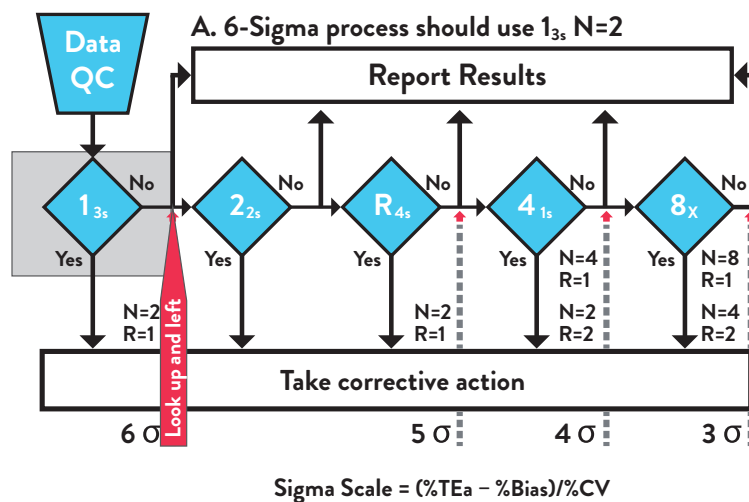 A. 6-Sigma process should use 1₃ₛ N=2
Data
QC
Report Results
No
No
No
No
No
1₃ₛ
2₂ₛ
R₄ₛ
4₁ₛ
8ₓ
Yes
Yes
Yes
Yes
Yes
N=4
R=1
N=8
R=1
N=2
R=1
N=2
R=1
N=2
R=2
N=4
R=2
Look up and left
Take corrective action
6 σ
5 σ
4 σ
3 σ
Sigma Scale = (%TEa – %Bias)/%CV